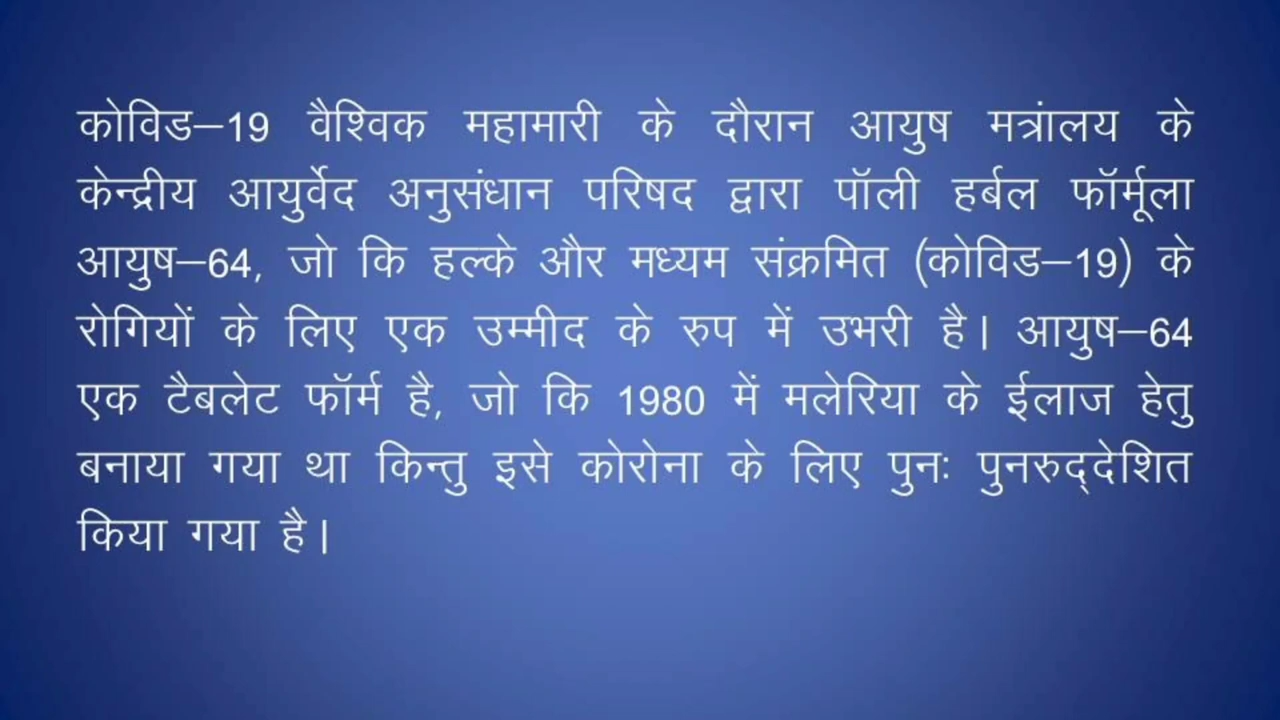 कोविड–19 वैश्विक महामारी के दौरान आयुष मत्रांलय के
केन्द्रीय आयुर्वेद अनुसंधान परिषद द्वारा पॉली हर्बल फॉर्मूला
आयुष–64, जो कि हल्के और मध्यम संक्रमित (कोविड–19) के
रोगियों के लिए एक उम्मीद के रुप में उभरी है। आयुष–64
एक टैबलेट फॉर्म है, जो कि 1980 में मलेरिया के ईलाज हेतु
बनाया गया था किन्तु इसे कोरोना के लिए पुनः पुनरुद्देशित
किया गया है।